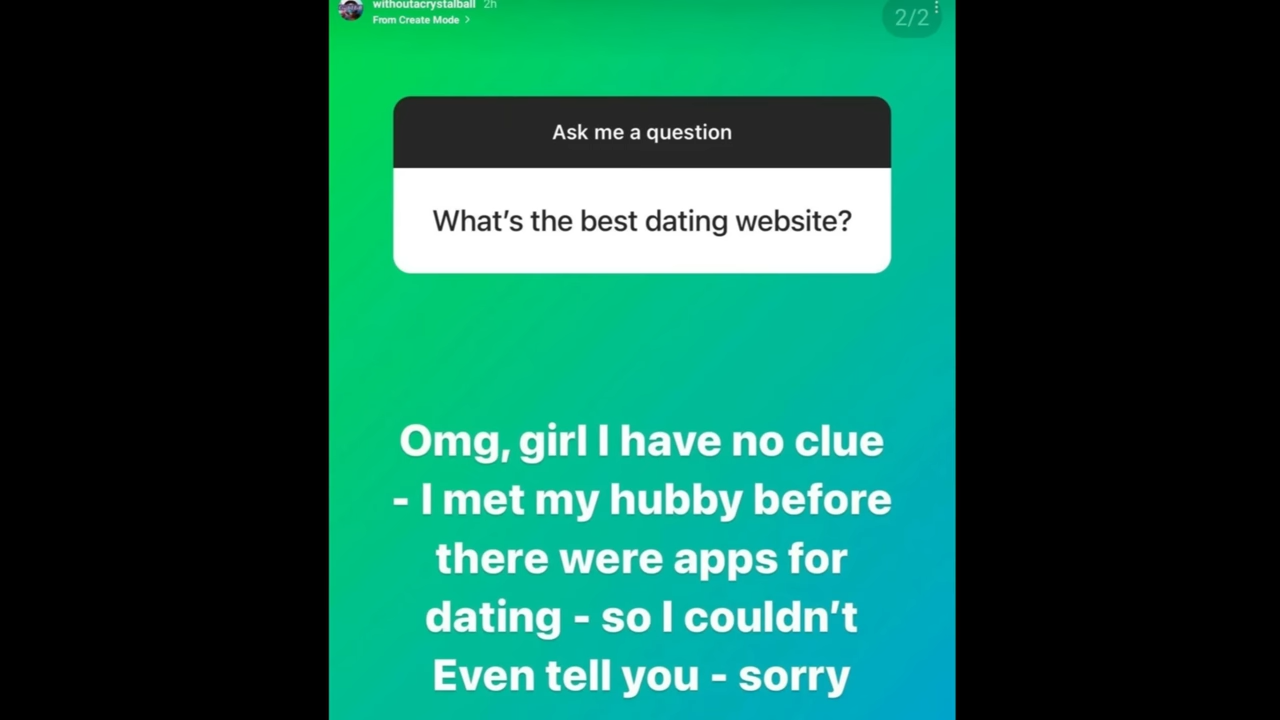 withoutacrystalball 2h
From Create Mode >
2/2
Ask me a question
What's the best dating website?
Omg, girl I have no clue
- I met my hubby before
there were apps for
dating - so I couldn't
Even tell you - sorry